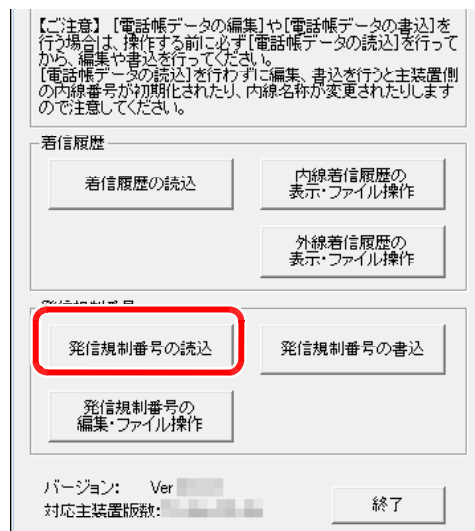 【ご注意】［電話帳データの編集]や[電話帳データの書込]を
行う場合は、操作する前に必ず[電話帳データの読込]を行って
から、編集や書込を行ってください。
[電話帳データの読込]を行わずに編集、書込を行うと主装置側
の内線番号が初期化されたり、内線名称が変更されたりします
ので注意してください。
着信履歴
着信履歴の読込
内線着信履歴の
表示・ファイル操作
外線着信履歴の
表示・ファイル操作
発信規制番号
発信規制番号の読込
発信規制番号の書込
発信規制番号の
編集・ファイル操作
バージョン: Ver
対応主装置版数:
終了